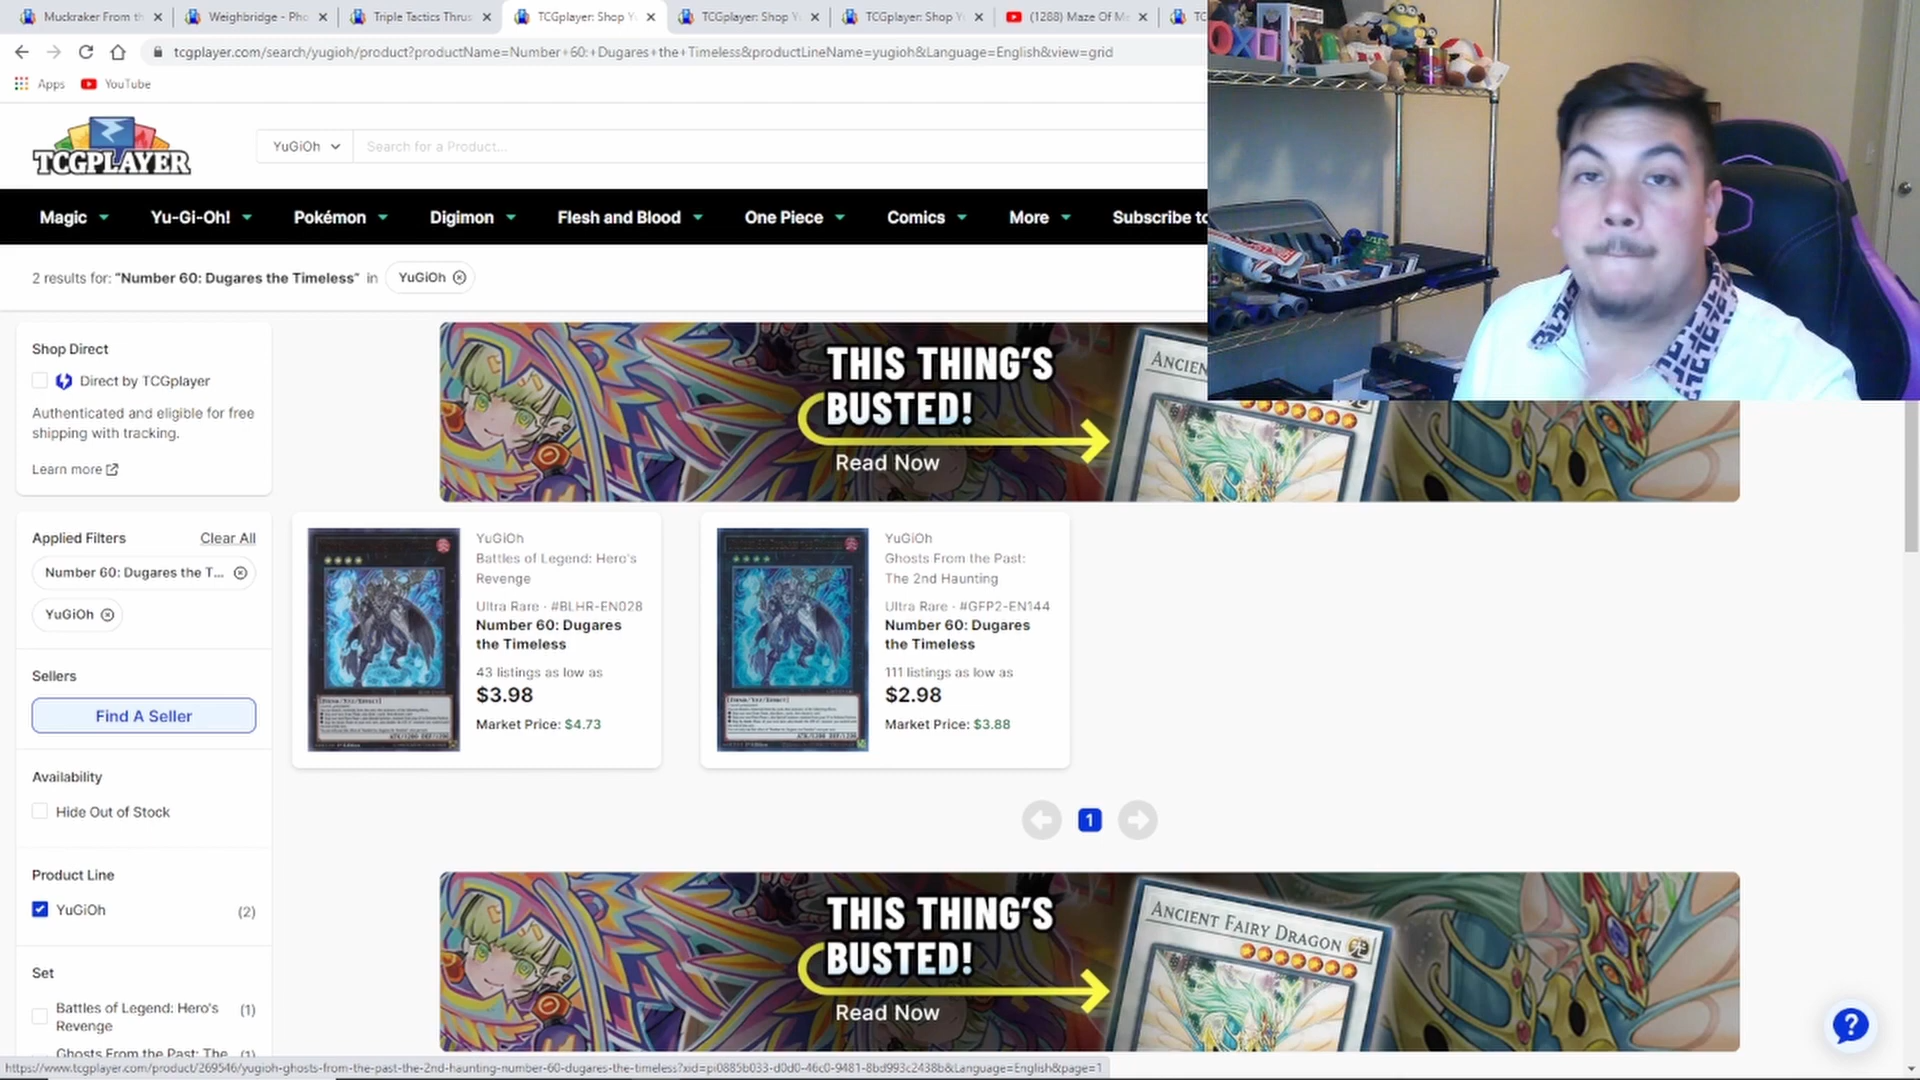 Muckraker From th
Weighbridge - Pho
Triple Tactics Thrus
TCGplayer: Shop Y
TCGplayer: Shop Y
TCGplayer: Shop Y
(1288) Maze Of M
TC
tcgplayer.com/search/yugioh/product?productName=Number+60:+Dugares+the+Timeless&productLineName=yugioh&Language=English&view=grid
Apps
YouTube
TCGPLAYER
YuGiOh
Search for a Product...
Magic
Yu-Gi-Oh!
Pokémon
Digimon
Flesh and Blood
One Piece
Comics
More
Subscribe to
2 results for: "Number 60: Dugares the Timeless" in YuGiOh
Shop Direct
Direct by TCGplayer
Authenticated and eligible for free
shipping with tracking.
Learn more
THIS THING'S
BUSTED!
Read Now
Applied Filters
Clear All
Number 60: Dugares the T...
YuGiOh
Sellers
Find A Seller
Availability
Hide Out of Stock
Product Line
YuGiOh
(2)
Set
Battles of Legend: Hero's
Revenge
(1)
Ghosts From the Past: The
(1)
YuGiOh
Battles of Legend: Hero's
Revenge
Ultra Rare · #BLHR-EN028
Number 60: Dugares
the Timeless
43 listings as low as
$3.98
Market Price: $4.73
YuGiOh
Ghosts From the Past:
The 2nd Haunting
Ultra Rare · #GFP2-EN144
Number 60: Dugares
the Timeless
111 listings as low as
$2.98
Market Price: $3.88
1
THIS THING'S
BUSTED!
Read Now
ANCIENT FAIRY DRAGON
https://www.tcgplayer.com/product/269546/yugioh-ghosts-from-the-past-the-2nd-haunting-number-60-dugares-the-timeless?xid=pi0885b033-d0d0-46c0-9481-8bd993c2438b&Language=English&page=1